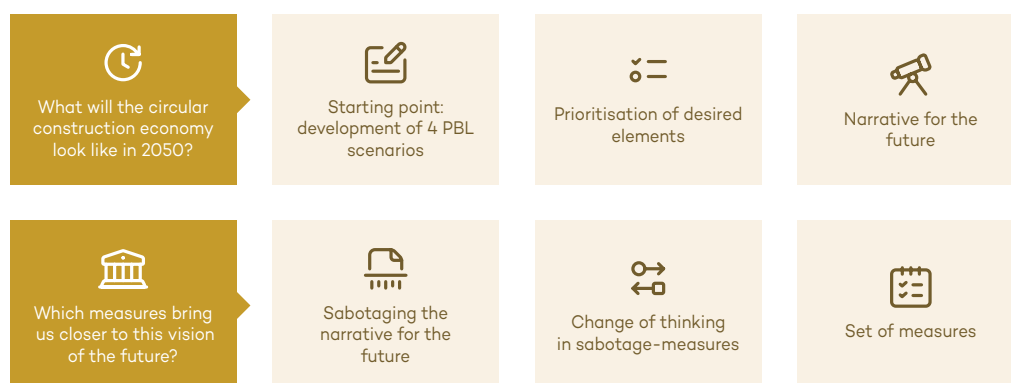 What will the circular
construction economy
look like in 2050?
Starting point:
development of 4 PBL
scenarios
Prioritisation of desired
elements
Narrative for the
future
Which measures bring
us closer to this vision
of the future?
Sabotaging the
narrative for the
future
Change of thinking
in sabotage-measures
Set of measures